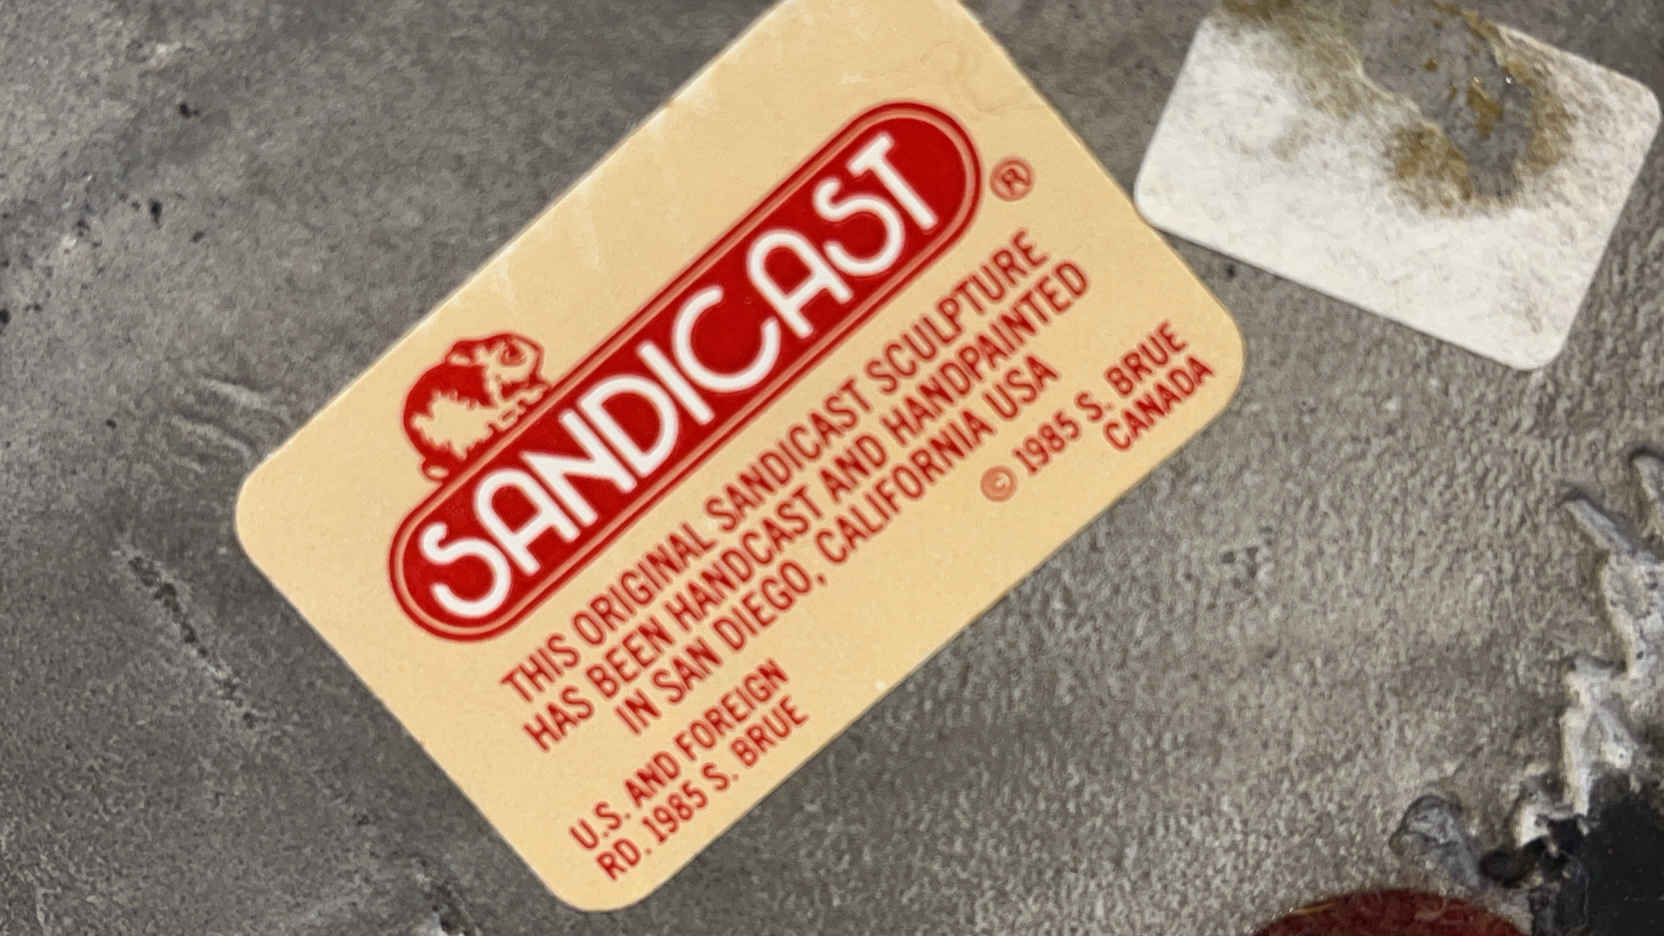 SANDICAST ®
THIS ORIGINAL SANDICAST SCULPTURE
HAS BEEN HANDCAST AND HANDPAINTED
IN SAN DIEGO, CALIFORNIA USA
U.S. AND FOREIGN
RD. 1985 S. BRUE
© 1985 S. BRUE
CANADA